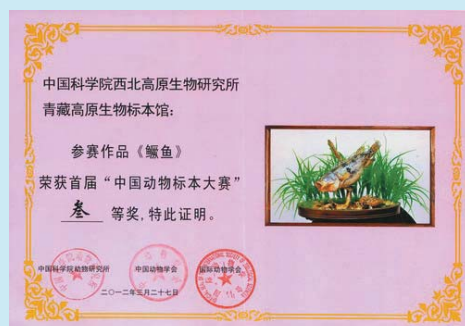 中国科学院西北高原生物研究所
青藏高原生物标本馆：
参赛作品《鳜鱼》
荣获首届“中国动物标本大赛”
叁 等奖，特此证明。
中国科学院动物研究所 中国动物学会 国际动物学会
二〇一二年三月二十七日